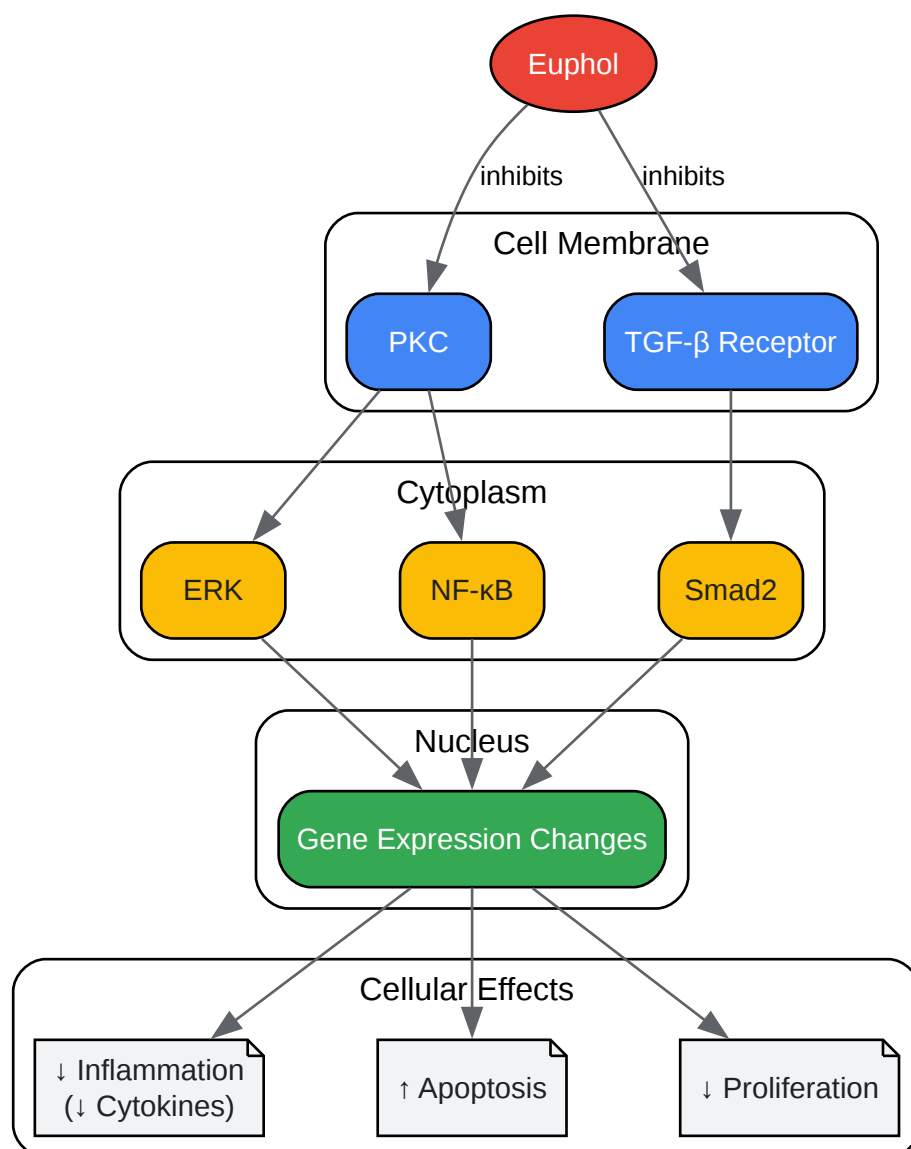 Euphol
inhibits
inhibits
Cell Membrane
PKC
TGF-β Receptor
Cytoplasm
ERK
NF-κB
Smad2
Nucleus
Gene Expression Changes
Cellular Effects
↓ Inflammation
(↓ Cytokines)
↑ Apoptosis
↓ Proliferation